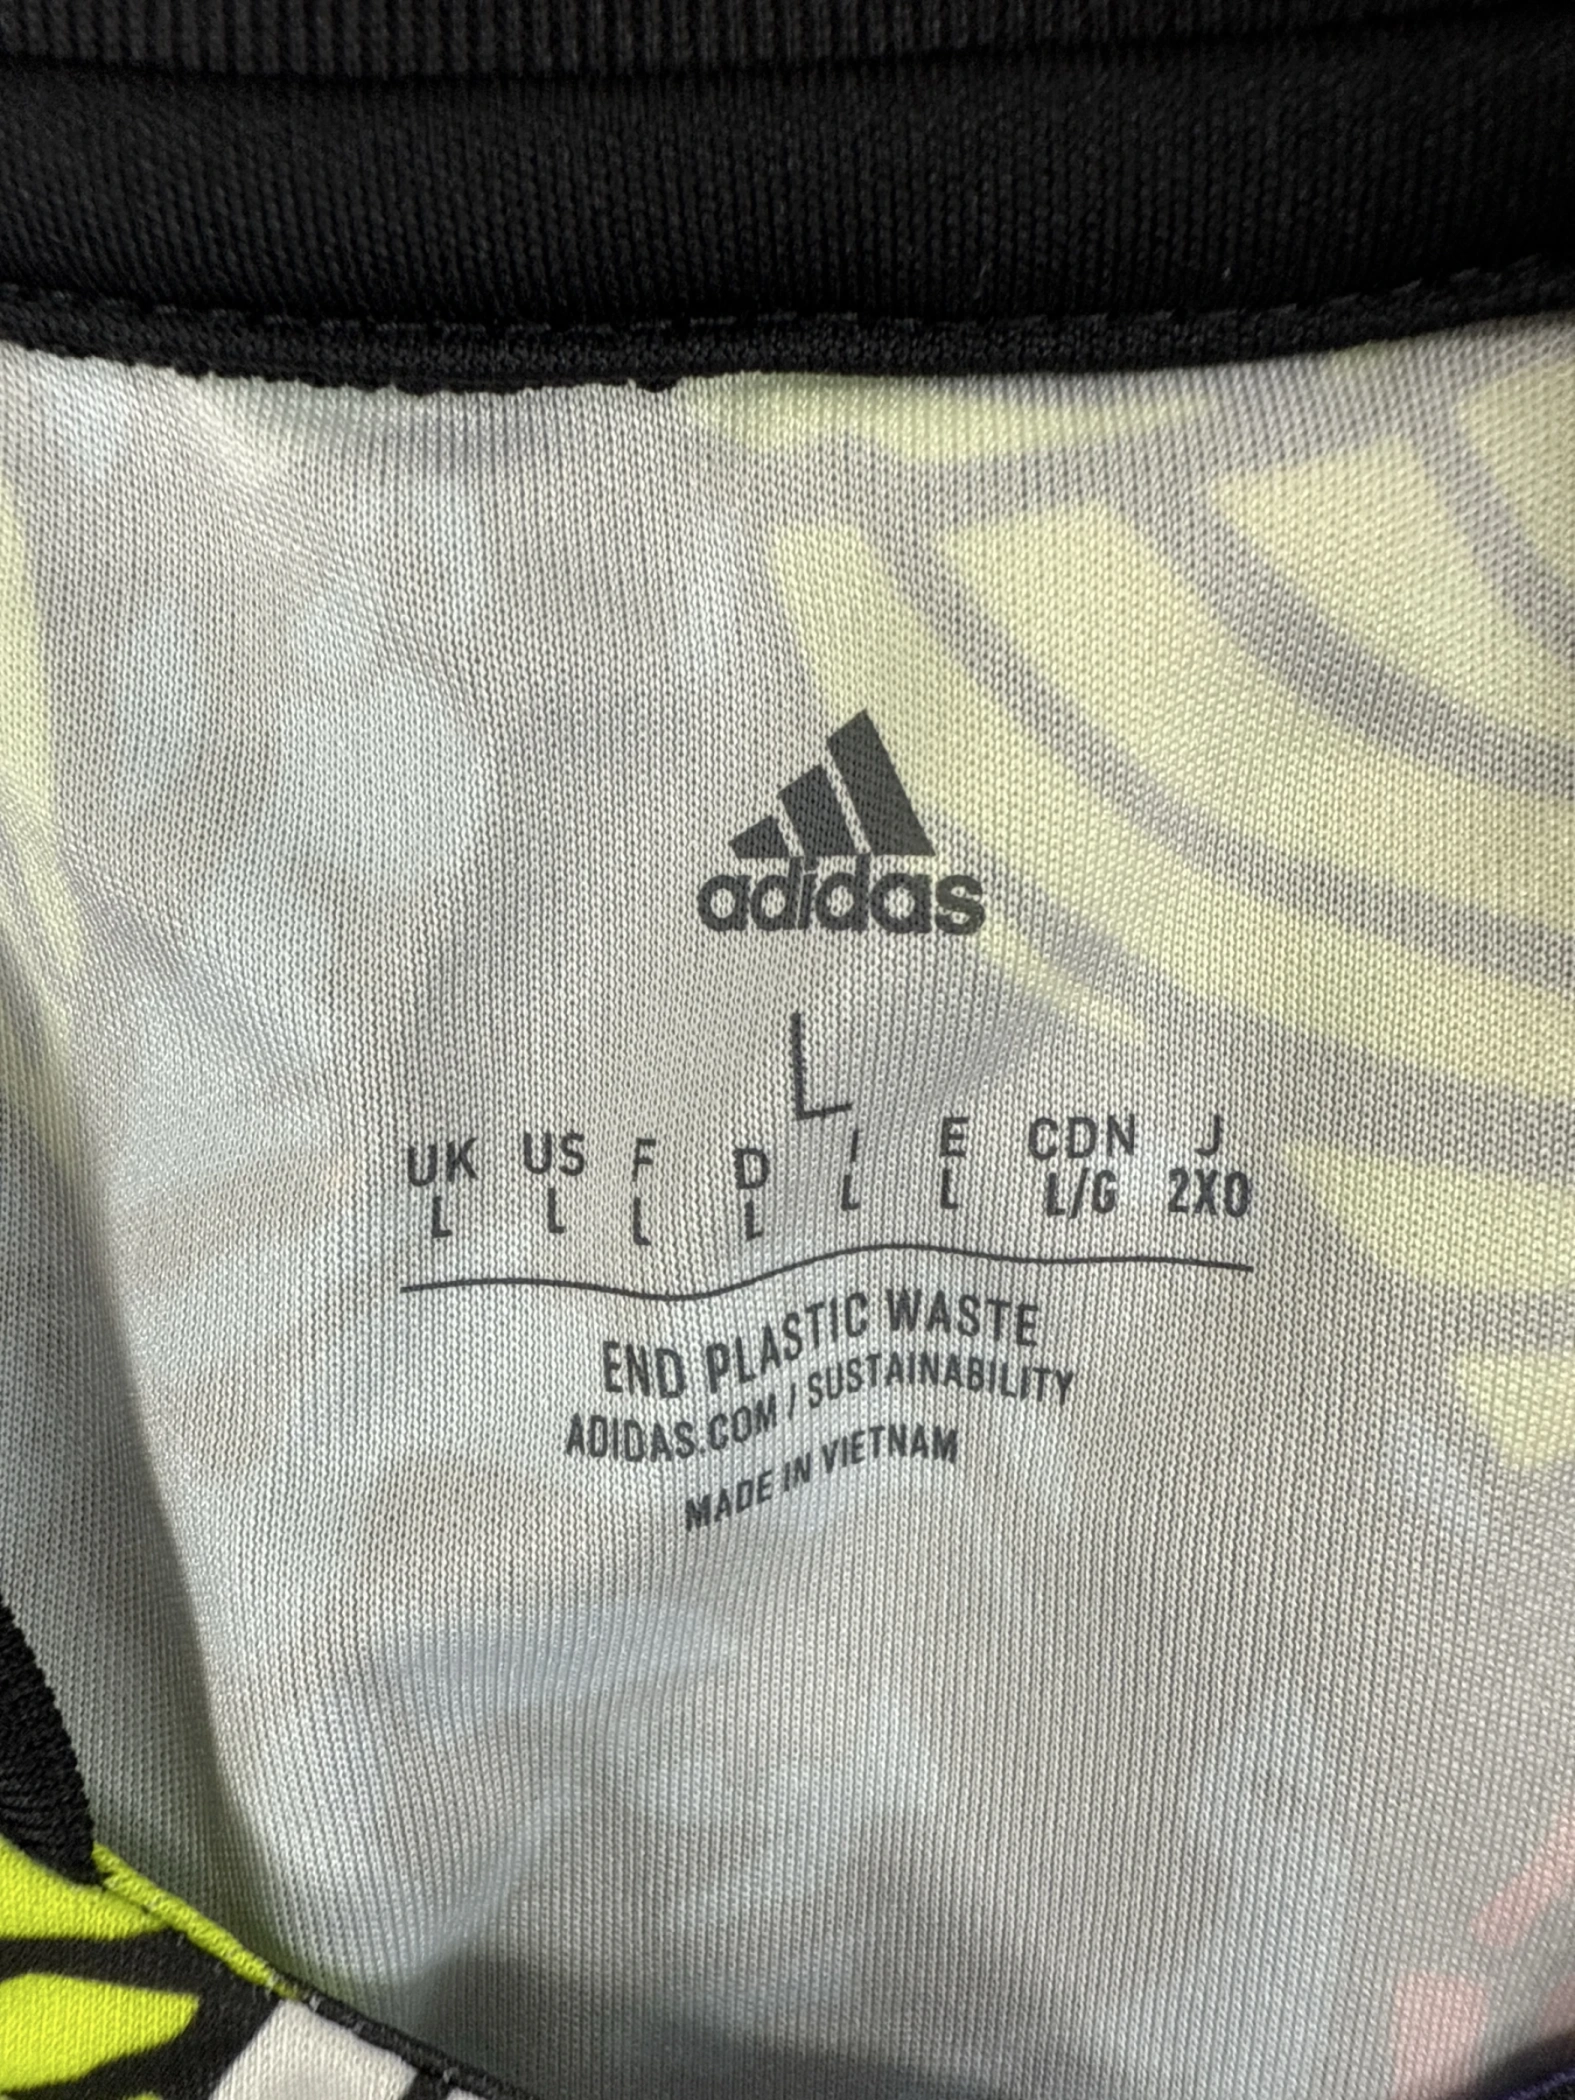 adidas
L
UK US F D I E CDN J
L L L L L L L/G 2XO
END PLASTIC WASTE
ADIDAS.COM / SUSTAINABILITY
MADE IN VIETNAM